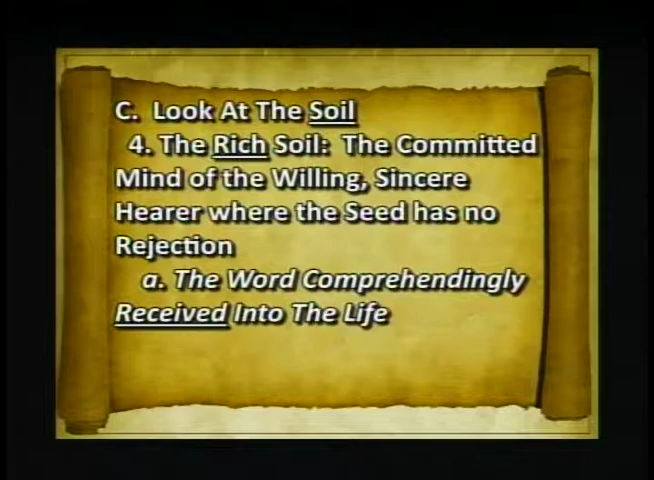 C. Look At The Soil
4. The Rich Soil: The Committed
Mind of the Willing, Sincere
Hearer where the Seed has no
Rejection
a. The Word Comprehendingly
Received Into The Life